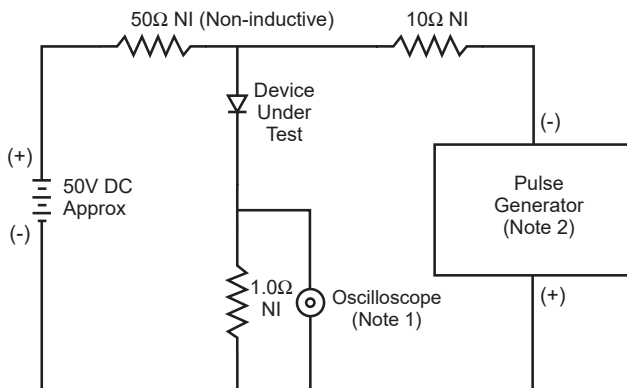 50Ω NI (Non-inductive)
10Ω NI
Device
Under
Test
(-)
(+)
50V DC
Approx
(-)
Pulse
Generator
(Note 2)
1.0Ω
NI
Oscilloscope
(Note 1)
(+)